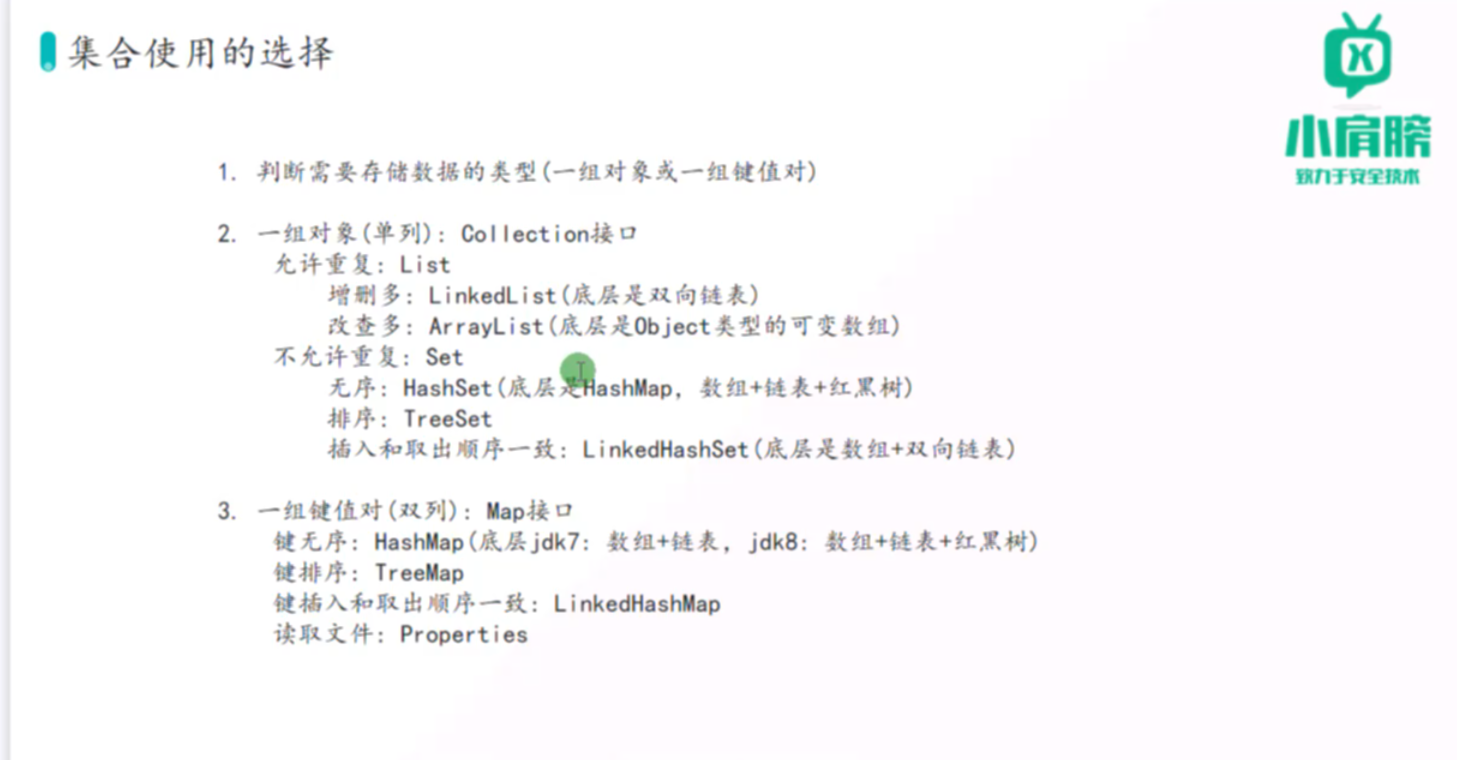 集合使用的选择
小肩膀
致力于安全技术
1. 判断需要存储数据的类型(一组对象或一组键值对)
2. 一组对象(单列): Collection接口
允许重复: List
增删多: LinkedList(底层是双向链表)
改查多: ArrayList(底层是Object类型的可变数组)
不允许重复: Set
无序: HashSet(底层是HashMap, 数组+链表+红黑树)
排序: TreeSet
插入和取出顺序一致: LinkedHashSet(底层是数组+双向链表)
3. 一组键值对(双列): Map接口
键无序: HashMap(底层jdk7: 数组+链表, jdk8: 数组+链表+红黑树)
键排序: TreeMap
键插入和取出顺序一致: LinkedHashMap
读取文件: Properties